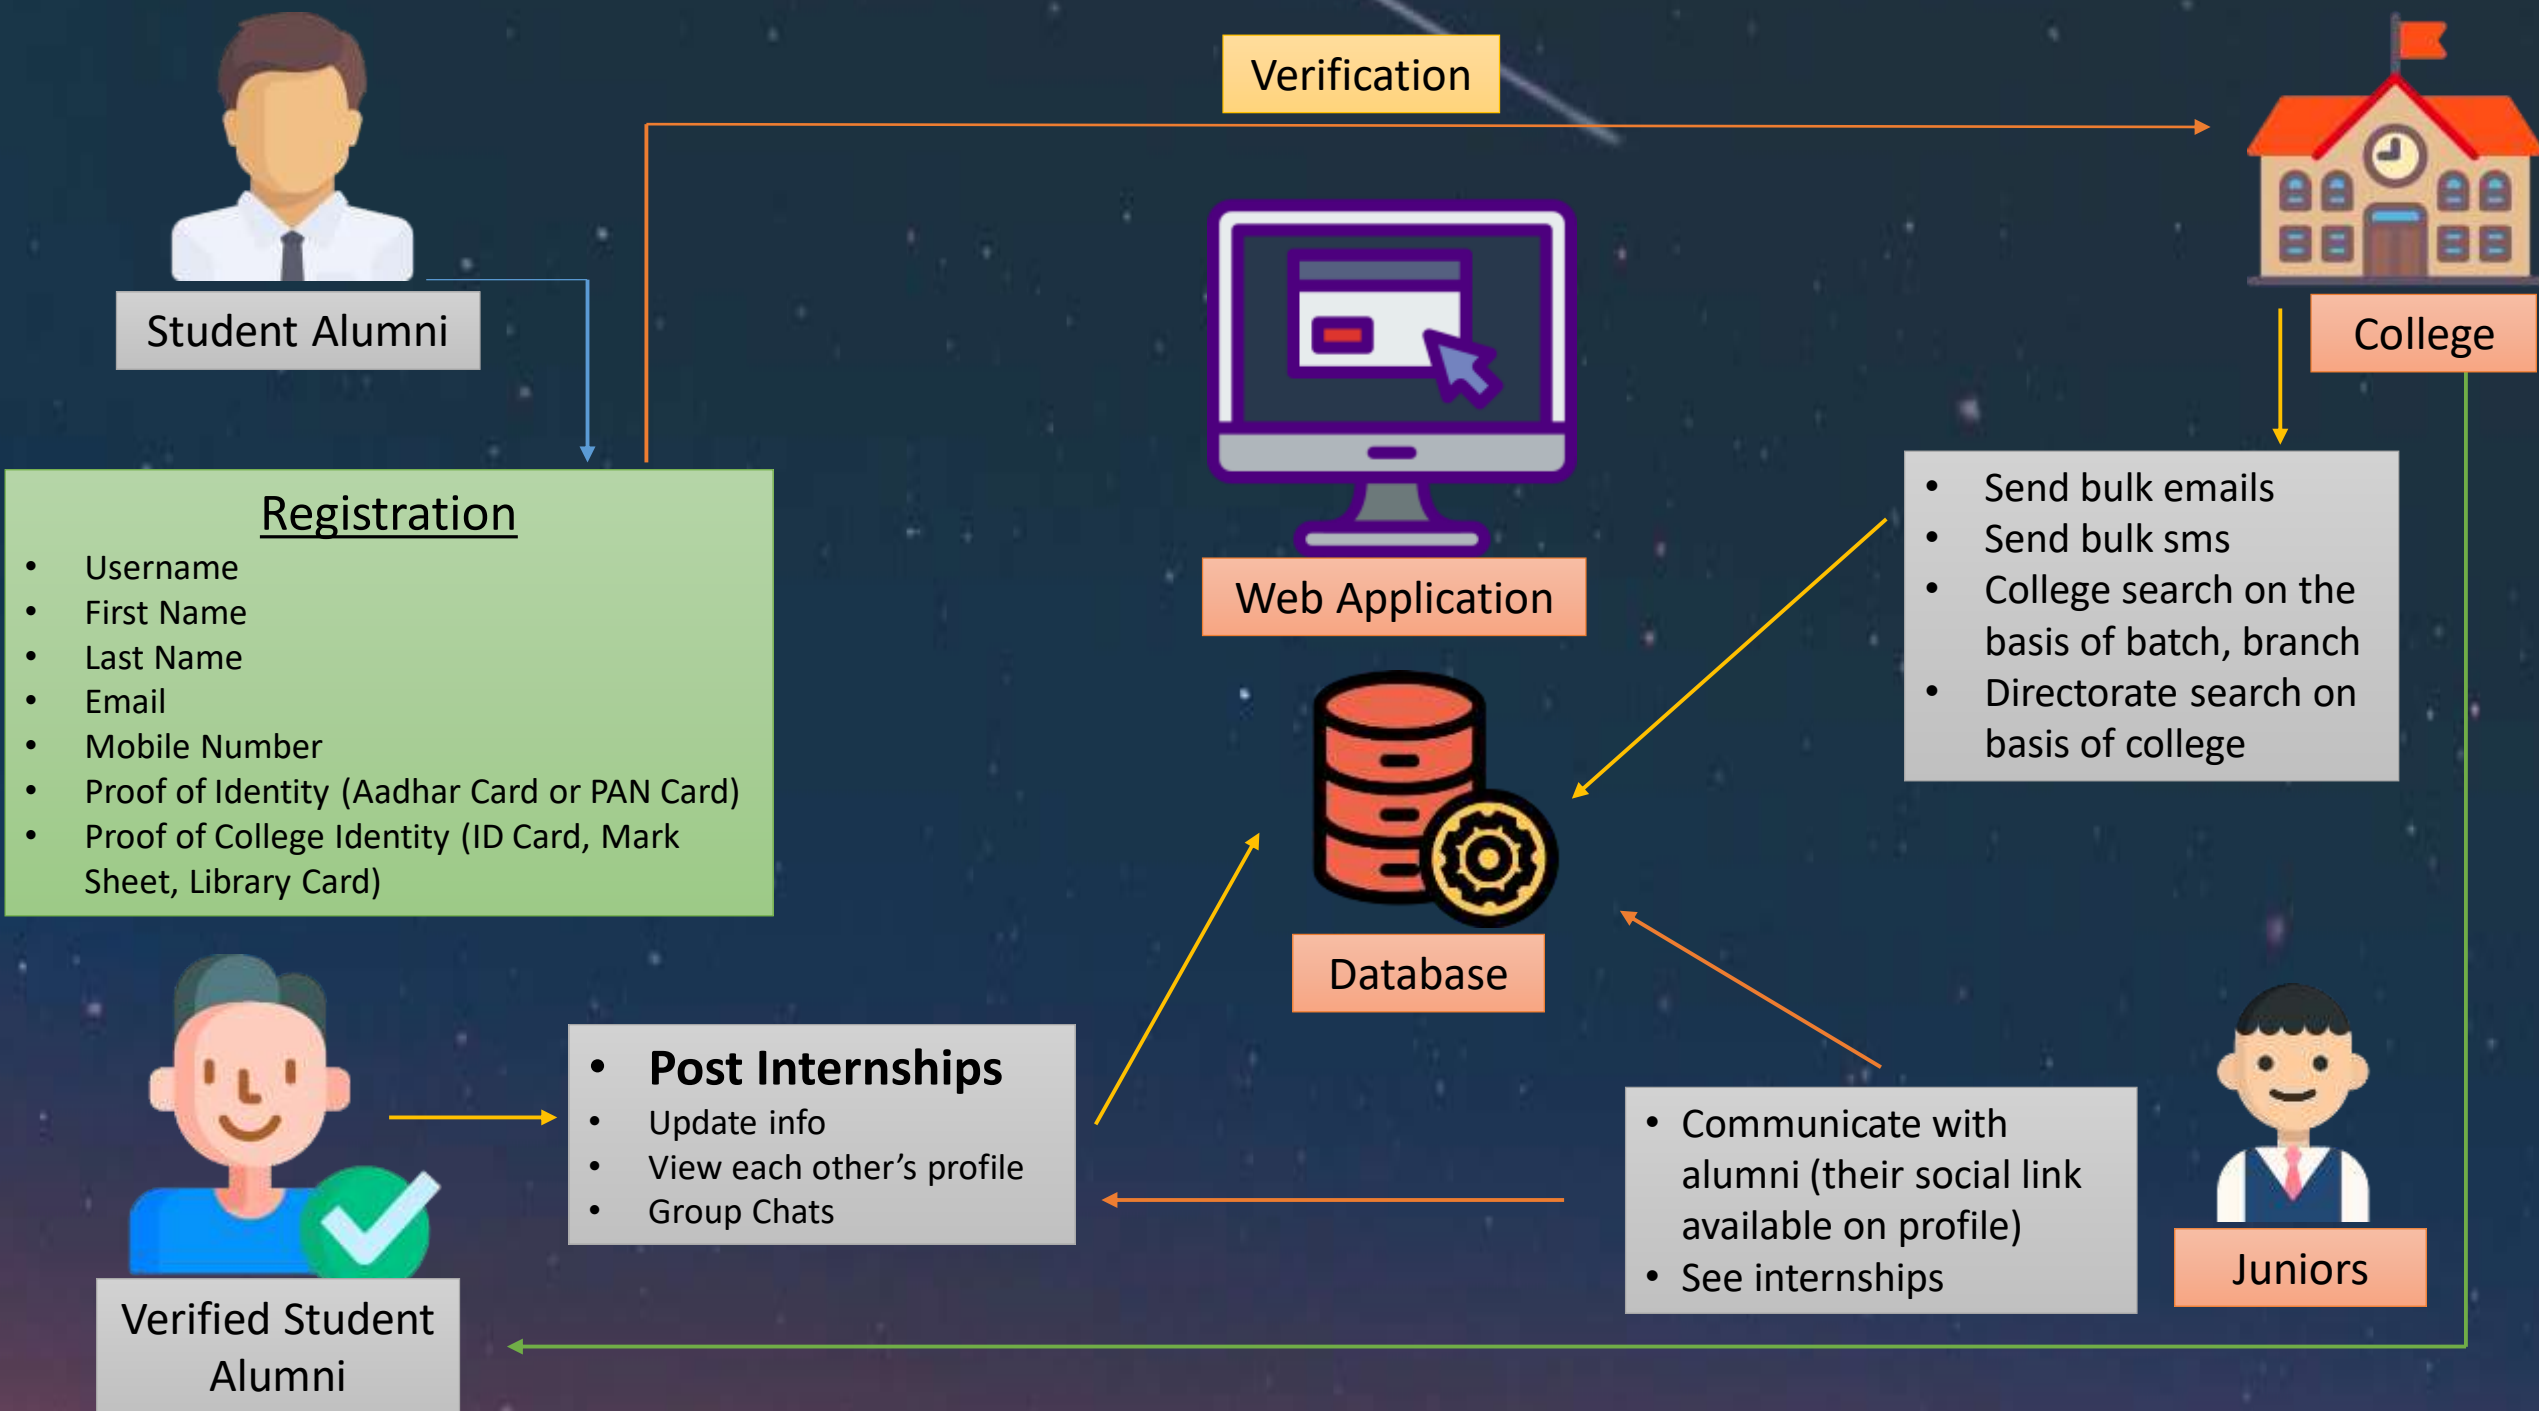 Verification
Student Alumni
College
Registration
• Username
• First Name
• Last Name
• Email
• Mobile Number
• Proof of Identity (Aadhar Card or PAN Card)
• Proof of College Identity (ID Card, Mark
Sheet, Library Card)
Web Application
• Send bulk emails
• Send bulk sms
• College search on the
basis of batch, branch
• Directorate search on
basis of college
Database
• Post Internships
• Update info
• View each other’s profile
• Group Chats
• Communicate with
alumni (their social link
available on profile)
• See internships
Juniors
Verified Student
Alumni